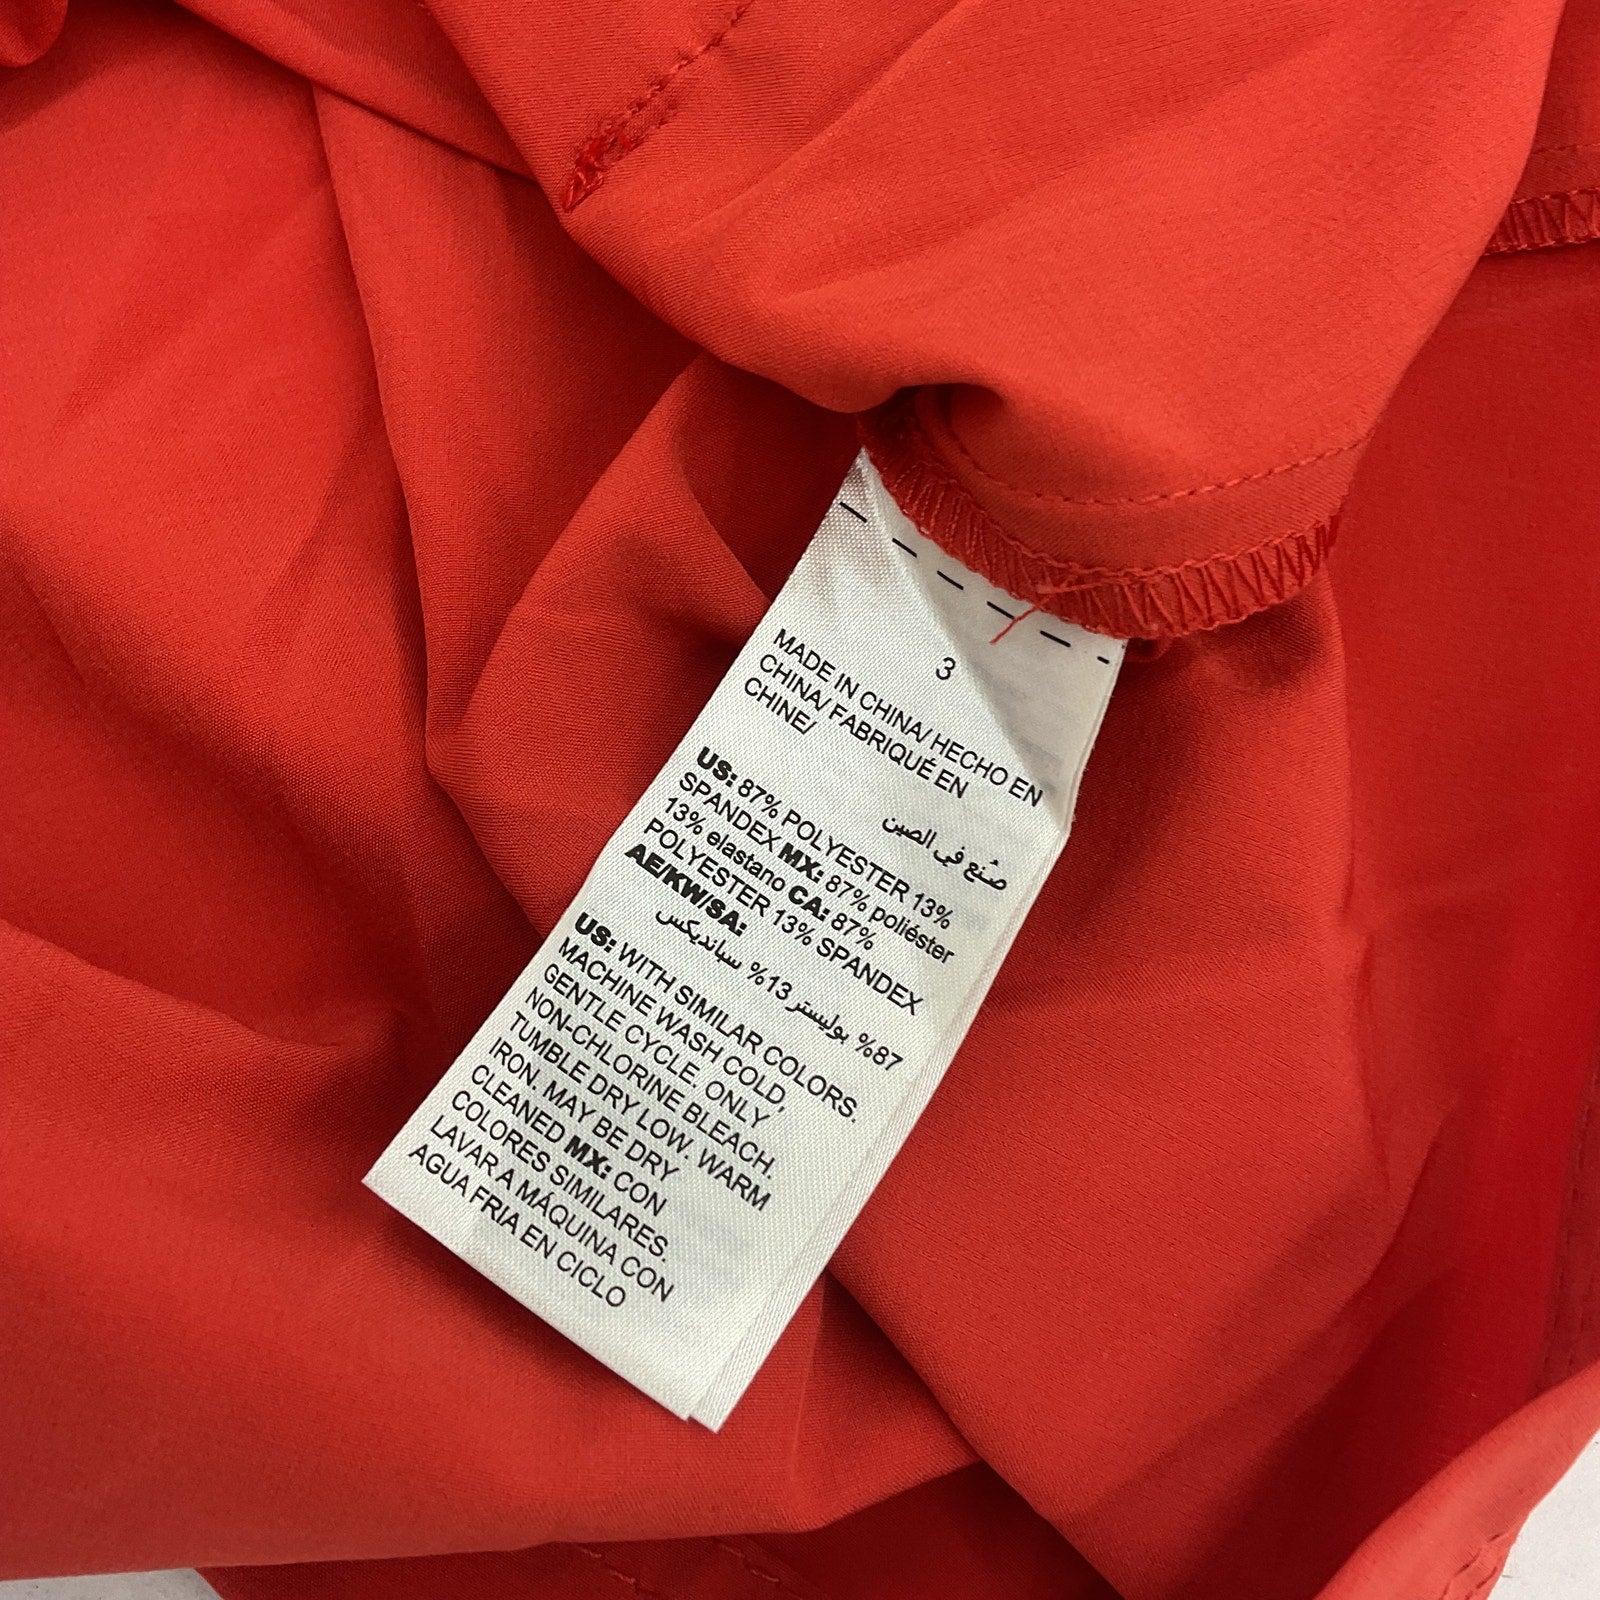 3
MADE IN CHINA/ HECHO EN
CHINA/ FABRIQUÉ EN
CHINE/
صُنع في الصين
US: 87% POLYESTER 13%
SPANDEX MX: 87% poliéster
13% elastano CA: 87%
POLYESTER 13% SPANDEX
AE/KW/SA:
87% بوليستر 13% سبانديكس
US: WITH SIMILAR COLORS.
MACHINE WASH COLD,
GENTLE CYCLE. ONLY
NON-CHLORINE BLEACH.
TUMBLE DRY LOW. WARM
IRON. MAY BE DRY
CLEANED MX: CON
COLORES SIMILARES.
LAVAR A MÁQUINA CON
AGUA FRIA EN CICLO